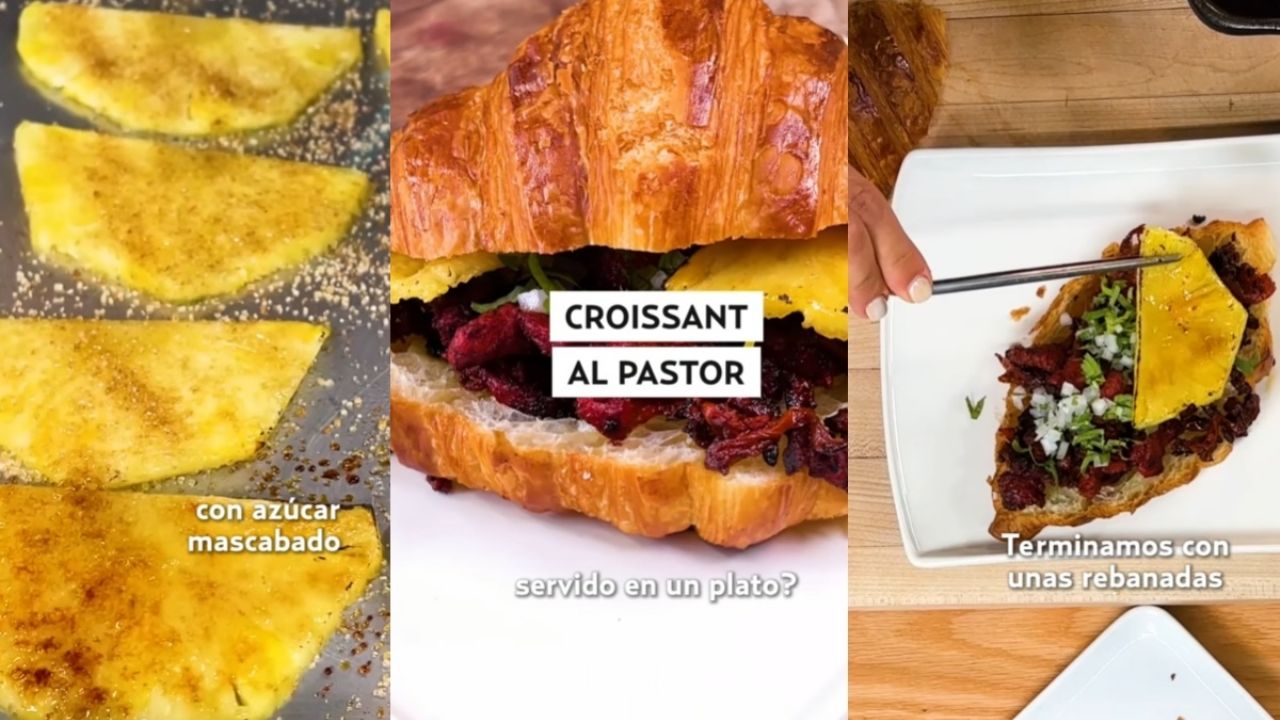 con azúcar
mascabado
CROISSANT
AL PASTOR
servido en un plato?
Terminamos con
unas rebanadas